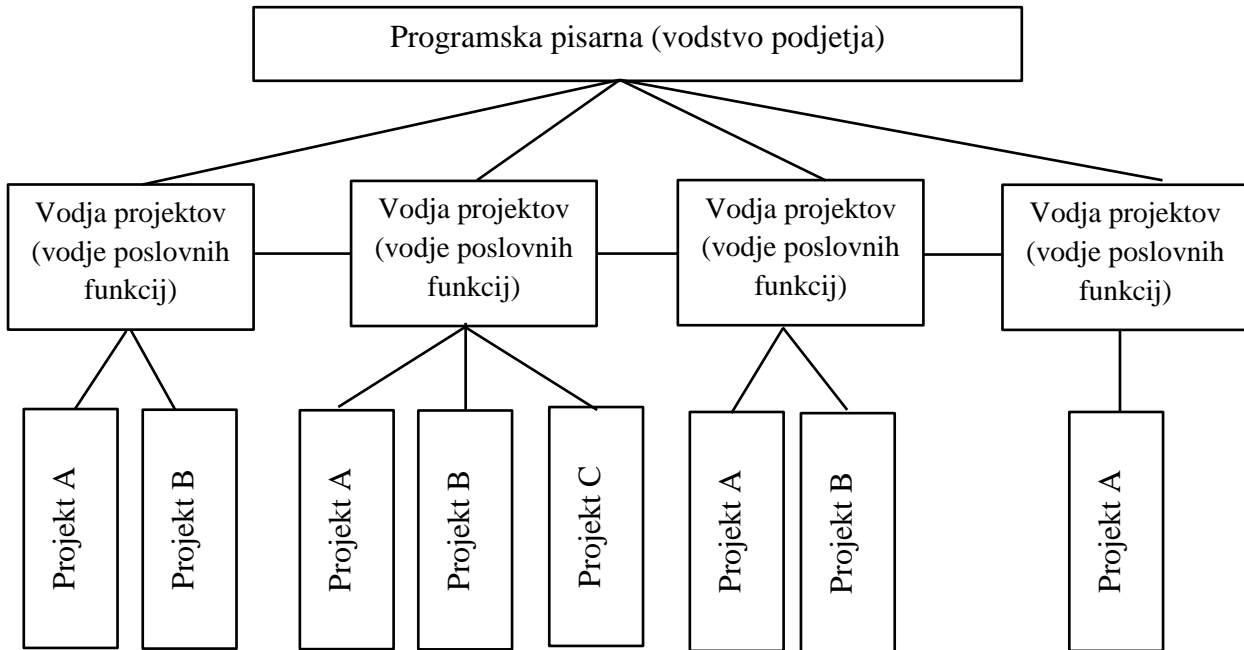 Programska pisarna (vodstvo podjetja)
Vodja projektov
(vodje poslovnih
funkcij)
Vodja projektov
(vodje poslovnih
funkcij)
Vodja projektov
(vodje poslovnih
funkcij)
Vodja projektov
(vodje poslovnih
funkcij)
Projekt A
Projekt B
Projekt A
Projekt B
Projekt C
Projekt A
Projekt B
Projekt A